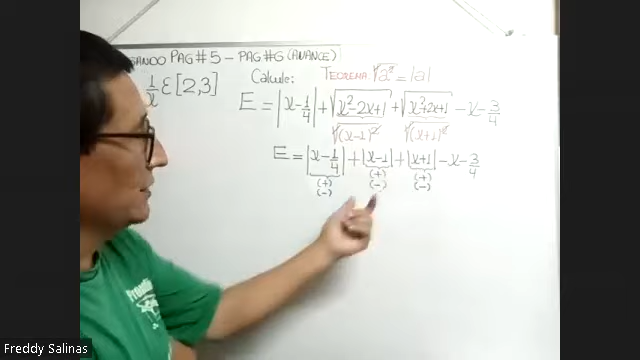 SANDO PAG#5 - PAG.#6 (AVANCE)
1/x ∈ [2,3]
Calcule: TEOREMA √a² = |a|
E = |x - 1/4| + √(x²-2x+1) + √(x²+2x+1) - x - 3/4
√(x-1)² √(x+1)²
E = |x - 1/4| + |x-1| + |x+1| - x - 3/4
(+) (+) (+)
(-) (-) (-)
Freddy Salinas